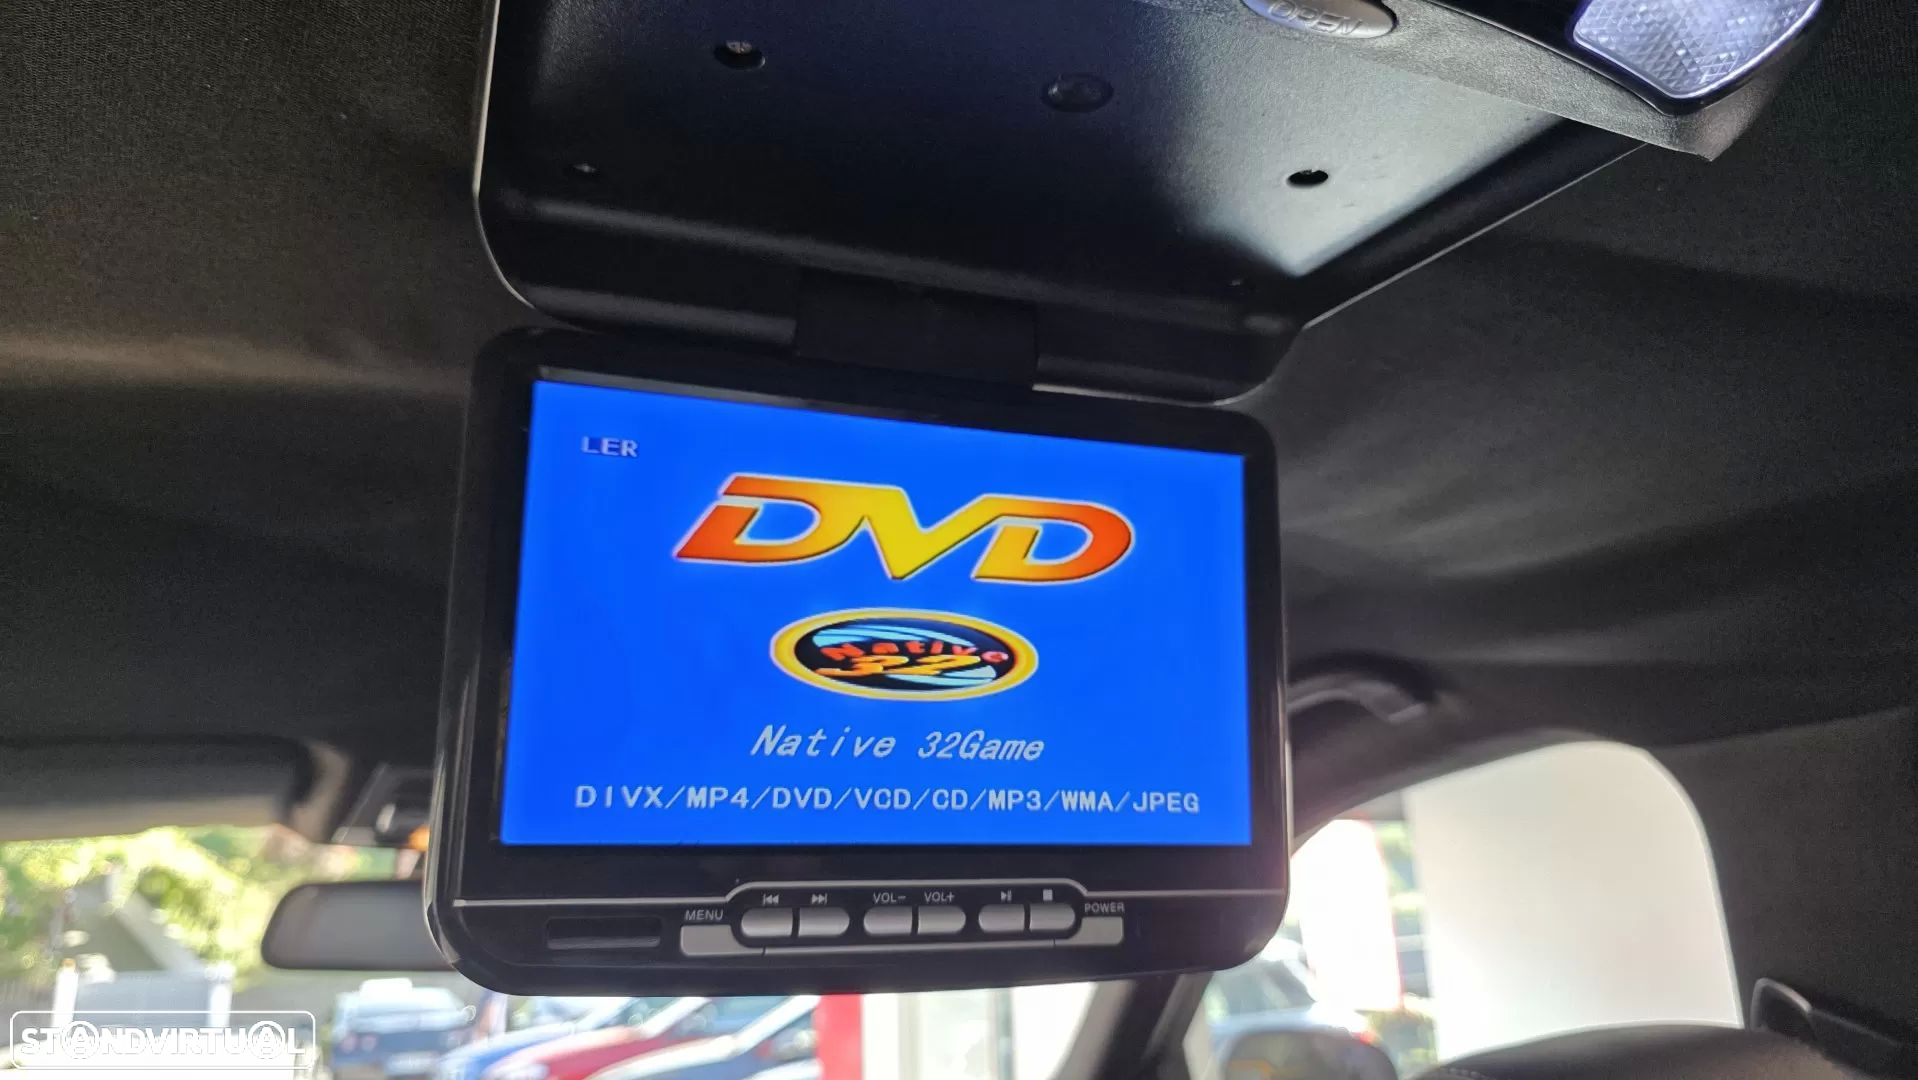 OPEN
LER
DVD
Native
32
Native 32Game
DIVX/MP4/DVD/VCD/CD/MP3/WMA/JPEG
MENU
VOL-
VOL+
POWER
STANDVIRTUAL